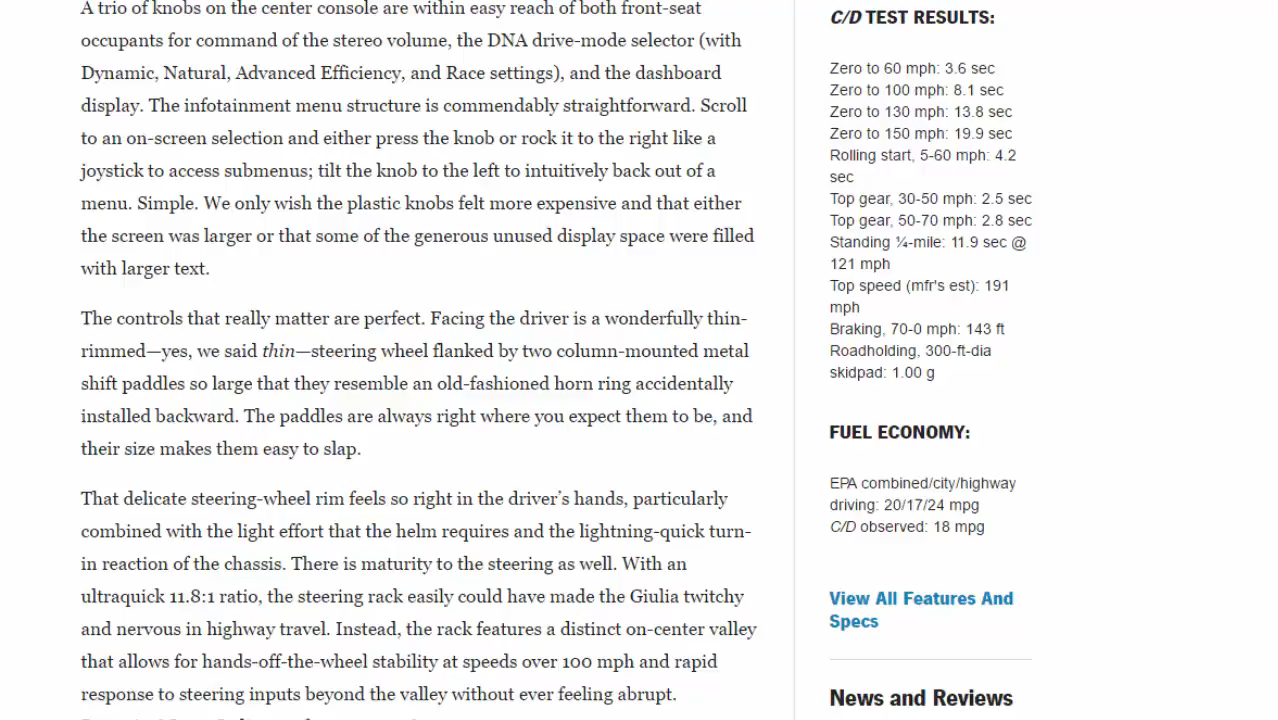 A trio of knobs on the center console are within easy reach of both front-seat
occupants for command of the stereo volume, the DNA drive-mode selector (with
Dynamic, Natural, Advanced Efficiency, and Race settings), and the dashboard
display. The infotainment menu structure is commendably straightforward. Scroll
to an on-screen selection and either press the knob or rock it to the right like a
joystick to access submenus; tilt the knob to the left to intuitively back out of a
menu. Simple. We only wish the plastic knobs felt more expensive and that either
the screen was larger or that some of the generous unused display space were filled
with larger text.
The controls that really matter are perfect. Facing the driver is a wonderfully thin-
rimmed—yes, we said thin—steering wheel flanked by two column-mounted metal
shift paddles so large that they resemble an old-fashioned horn ring accidentally
installed backward. The paddles are always right where you expect them to be, and
their size makes them easy to slap.
That delicate steering-wheel rim feels so right in the driver’s hands, particularly
combined with the light effort that the helm requires and the lightning-quick turn-
in reaction of the chassis. There is maturity to the steering as well. With an
ultraquick 11.8:1 ratio, the steering rack easily could have made the Giulia twitchy
and nervous in highway travel. Instead, the rack features a distinct on-center valley
that allows for hands-off-the-wheel stability at speeds over 100 mph and rapid
response to steering inputs beyond the valley without ever feeling abrupt.
C/D TEST RESULTS:
Zero to 60 mph: 3.6 sec
Zero to 100 mph: 8.1 sec
Zero to 130 mph: 13.8 sec
Zero to 150 mph: 19.9 sec
Rolling start, 5-60 mph: 4.2
sec
Top gear, 30-50 mph: 2.5 sec
Top gear, 50-70 mph: 2.8 sec
Standing ¼-mile: 11.9 sec @
121 mph
Top speed (mfr's est): 191
mph
Braking, 70-0 mph: 143 ft
Roadholding, 300-ft-dia
skidpad: 1.00 g
FUEL ECONOMY:
EPA combined/city/highway
driving: 20/17/24 mpg
C/D observed: 18 mpg
View All Features And
Specs
News and Reviews